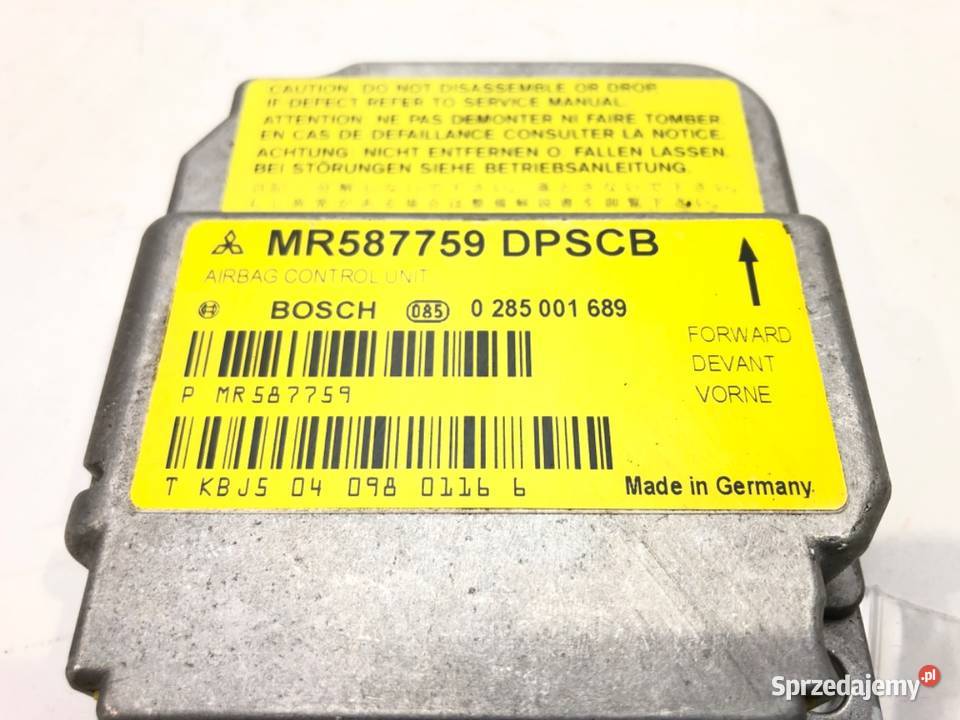 CAUTION. DO NOT DISASSEMBLE OR DROP.
IF DEFECT REFER TO SERVICE MANUAL.
ATTENTION. NE PAS DEMONTER NI FAIRE TOMBER
EN CAS DE DEFAILLANCE CONSULTER LA NOTICE.
ACHTUNG. NICHT ENTFERNEN O. FALLEN LASSEN.
BEI STÖRUNGEN SIEHE BETRIEBSANLEITUNG.
MR587759 DPSCB
AIRBAG CONTROL UNIT
BOSCH 085 0 285 001 689
FORWARD
DEVANT
VORNE
P MR587759
T KBJ5 04 098 0116 6
Made in Germany
Sprzedajemy.pl